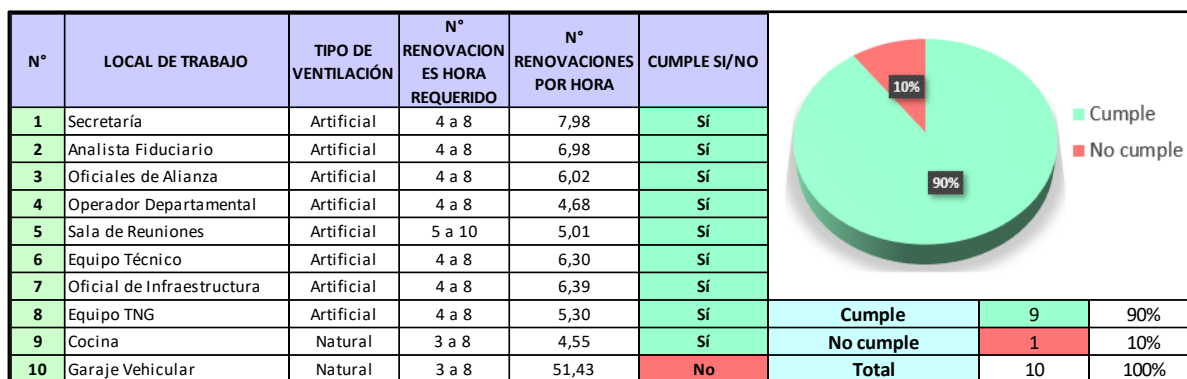 N° LOCAL DE TRABAJO TIPO DE VENTILACIÓN N° RENOVACION ES HORA REQUERIDO N° RENOVACIONES POR HORA CUMPLE SI/NO
1 Secretaría Artificial 4 a 8 7,98 Sí
2 Analista Fiduciario Artificial 4 a 8 6,98 Sí
3 Oficiales de Alianza Artificial 4 a 8 6,02 Sí
4 Operador Departamental Artificial 4 a 8 4,68 Sí
5 Sala de Reuniones Artificial 5 a 10 5,01 Sí
6 Equipo Técnico Artificial 4 a 8 6,30 Sí
7 Oficial de Infraestructura Artificial 4 a 8 6,39 Sí
8 Equipo TNG Artificial 4 a 8 5,30 Sí
9 Cocina Natural 3 a 8 4,55 Sí
10 Garaje Vehicular Natural 3 a 8 51,43 No
10%
90%
Cumple
No cumple
Cumple 9 90%
No cumple 1 10%
Total 10 100%